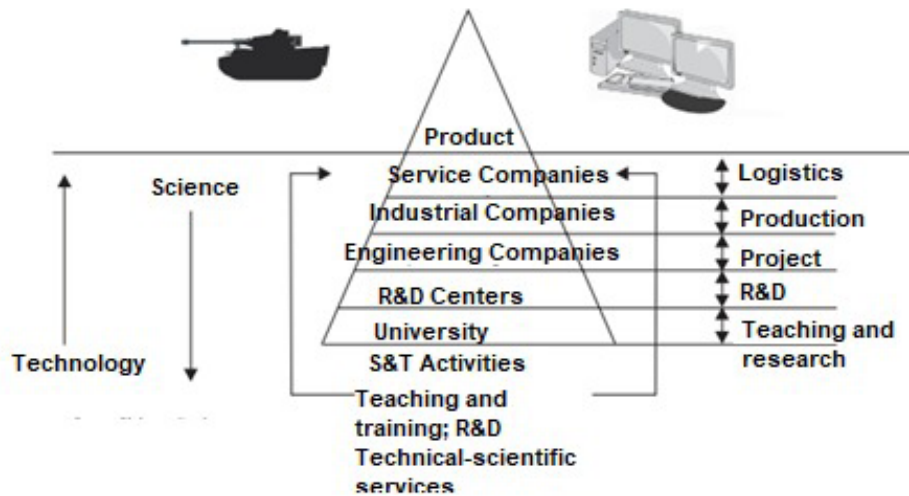 Product
Science
Service Companies
Logistics
Industrial Companies
Production
Engineering Companies
Project
R&D Centers
R&D
University
Teaching and
research
Technology
S&T Activities
Teaching and
training; R&D
Technical-scientific
services